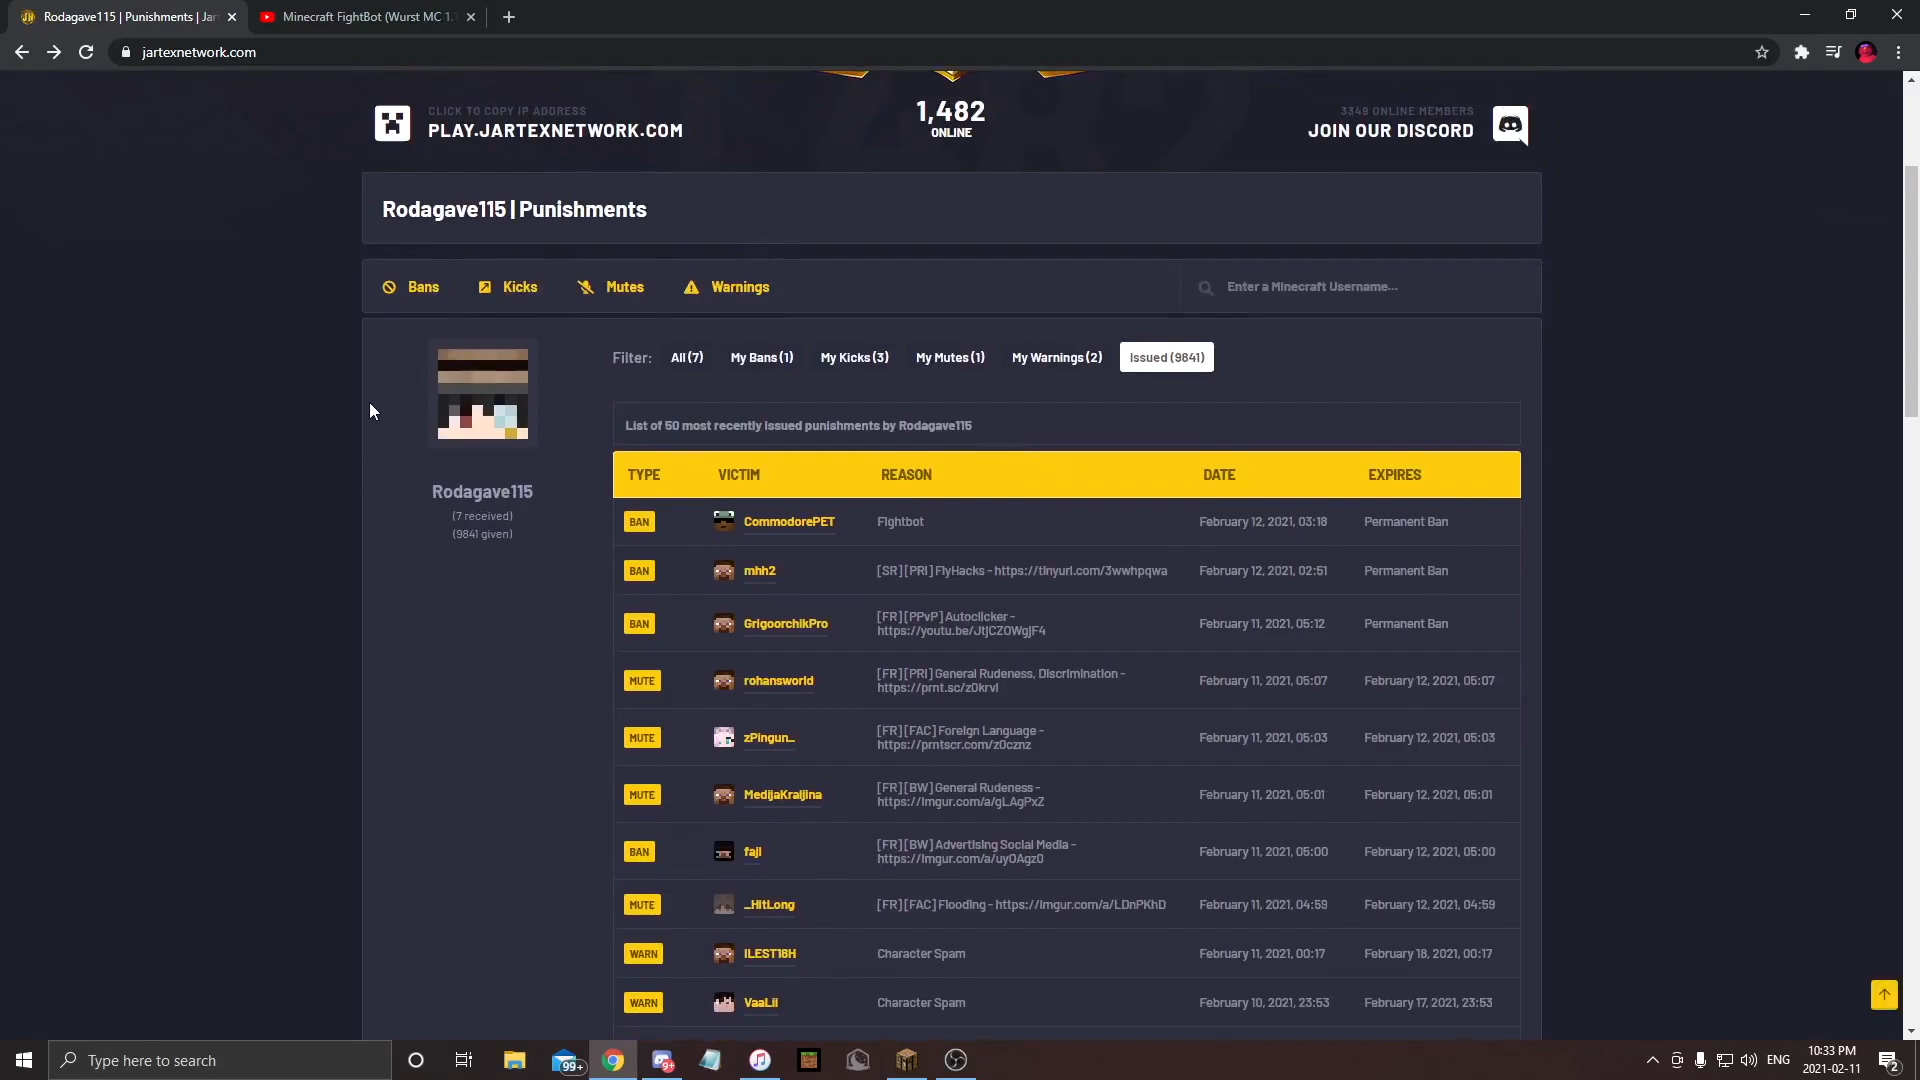 Rodagave115 | Punishments | Jar
Minecraft FightBot (Wurst MC 1.
jartexnetwork.com
CLICK TO COPY IP ADDRESS
PLAY.JARTEXNETWORK.COM
1,482
ONLINE
3349 ONLINE MEMBERS
JOIN OUR DISCORD
Rodagave115 | Punishments
Bans Kicks Mutes Warnings Enter a Minecraft Username...
Filter: All (7) My Bans (1) My Kicks (3) My Mutes (1) My Warnings (2) Issued (9841)
Rodagave115
(7 received)
(9841 given)
List of 50 most recently issued punishments by Rodagave115
TYPE VICTIM REASON DATE EXPIRES
BAN CommodorePET Fightbot February 12, 2021, 03:18 Permanent Ban
BAN mhh2 [SR] [PRI] FlyHacks - https://tinyurl.com/3wwhpqwa February 12, 2021, 02:51 Permanent Ban
BAN GrigoorchikPro [FR] [PPvP] Autoclicker -
https://youtu.be/JtjCZOWgjF4 February 11, 2021, 05:12 Permanent Ban
MUTE rohansworld [FR] [PRI] General Rudeness, Discrimination -
https://prnt.sc/z0krvl February 11, 2021, 05:07 February 12, 2021, 05:07
MUTE zPingun_ [FR] [FAC] Foreign Language -
https://prntscr.com/z0cznz February 11, 2021, 05:03 February 12, 2021, 05:03
MUTE MedijaKraljina [FR] [BW] General Rudeness -
https://imgur.com/a/gLAgPxZ February 11, 2021, 05:01 February 12, 2021, 05:01
BAN fajl [FR] [BW] Advertising Social Media -
https://imgur.com/a/uyOAgz0 February 11, 2021, 05:00 February 12, 2021, 05:00
MUTE _HitLong [FR] [FAC] Flooding - https://imgur.com/a/LDnPKhD February 11, 2021, 04:59 February 12, 2021, 04:59
WARN ILEST18H Character Spam February 11, 2021, 00:17 February 18, 2021, 00:17
WARN VaaLii Character Spam February 10, 2021, 23:53 February 17, 2021, 23:53
Type here to search
99+
9+
ENG
10:33 PM
2021-02-11
2